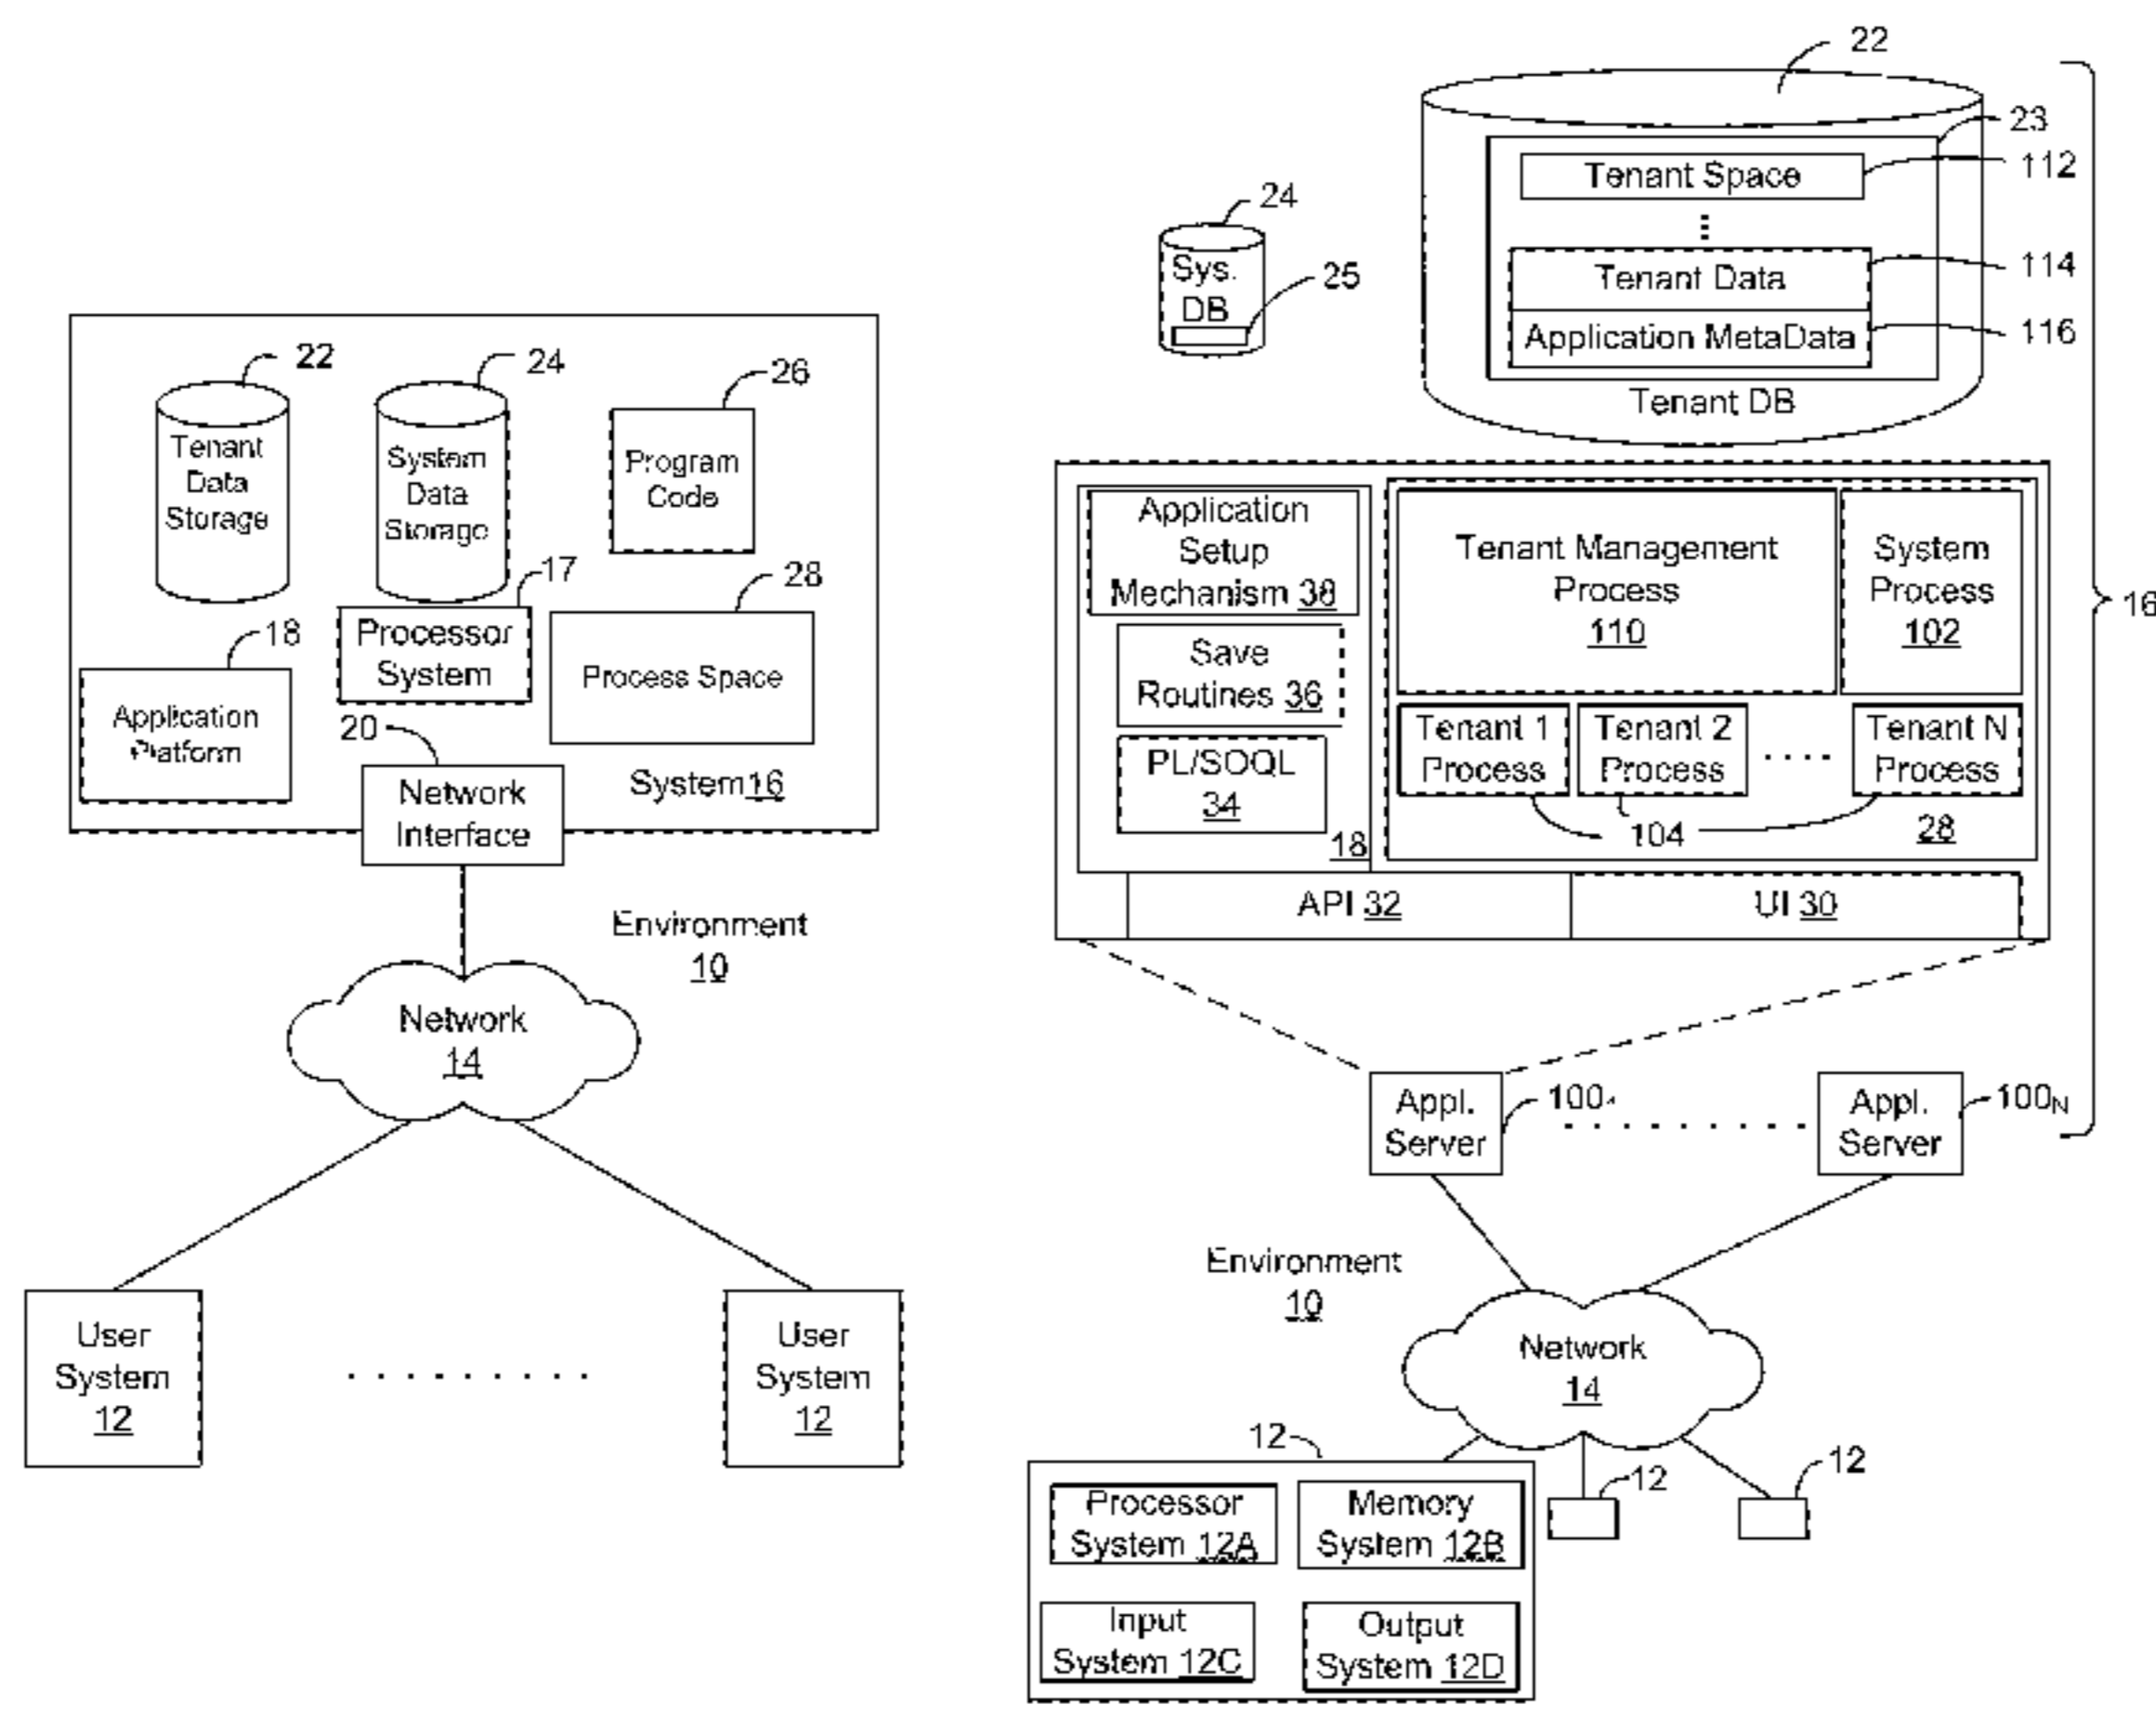 22
24
26
Tenant
Data
Storage
System
Data
Storage
Program
Code
17
28
18
Processor
System
Process Space
Application
Platform
20
Network
Interface
System 16
Environment
10
Network
14
User
System
12
. . . . . . . . .
User
System
12
22
23
Tenant Space
112
24
Sys.
DB
25
Tenant Data
114
Application MetaData
116
Tenant DB
16
Application
Setup
Mechanism 38
Save
Routines 36
PL/SOQL
34
18
Tenant Management
Process
110
System
Process
102
Tenant 1
Process
Tenant 2
Process
. . . .
Tenant N
Process
104
28
API 32
UI 30
Appl.
Server
100
. . . . . . . . .
Appl.
Server
100N
Environment
10
Network
14
12
12
12
Processor
System 12A
Memory
System 12B
Input
System 12C
Output
System 12D